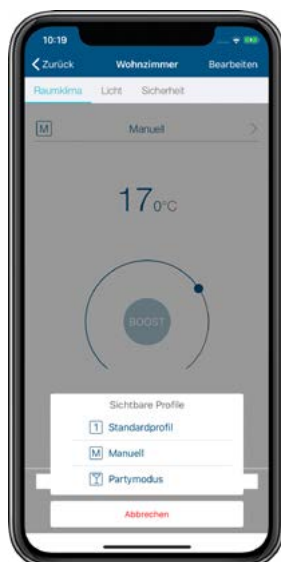 10:19
Zurück Wohnzimmer Bearbeiten
Raumklima Licht Sicherheit
M Manuell
17 0°C
BOOST
Sichtbare Profile
1 Standardprofil
M Manuell
Partymodus
Abbrechen